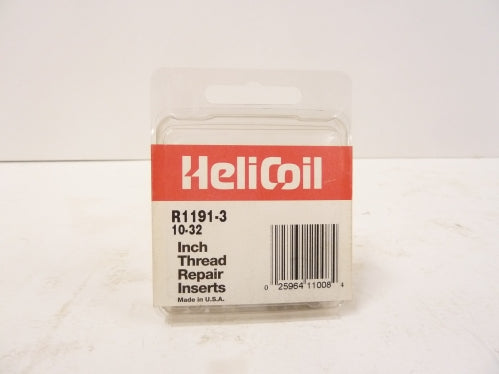 HeliCoil
R1191-3
10-32
Inch
Thread
Repair
Inserts
Made in U.S.A.
0 25964 11008 4